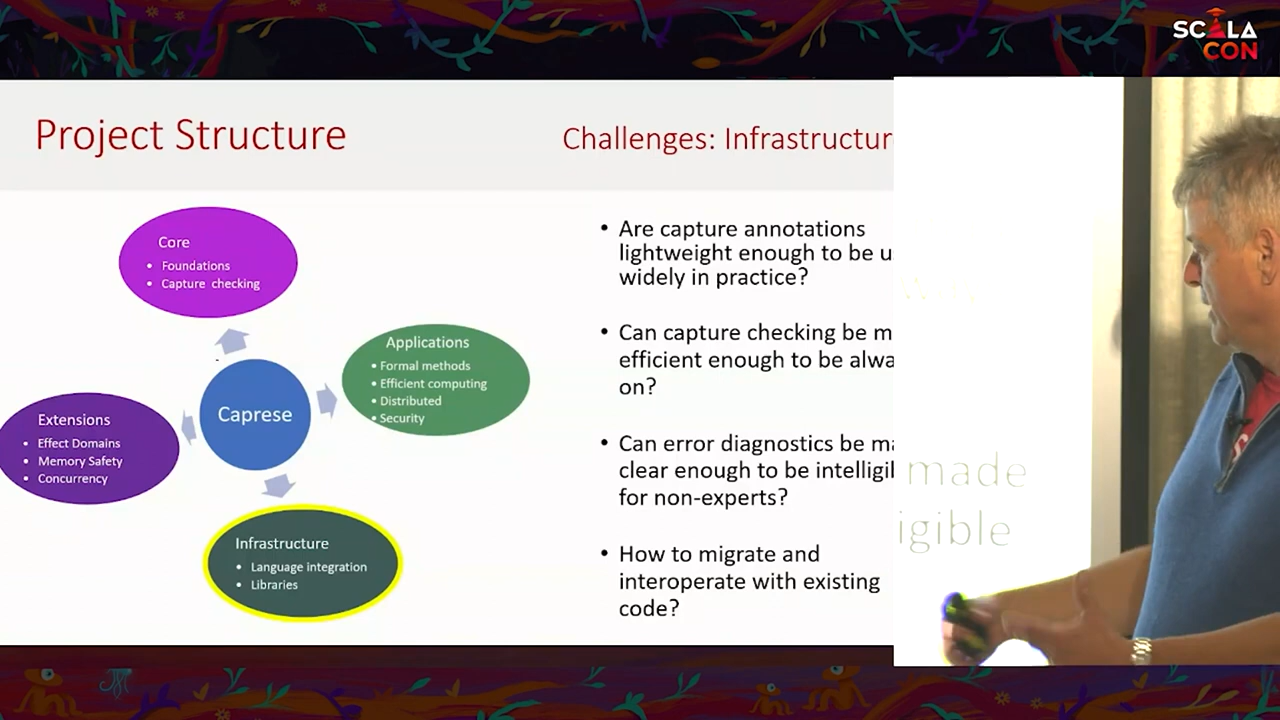 SCALA
CON
Project Structure
Challenges: Infrastructur
Core
• Foundations
• Capture checking
Applications
• Formal methods
• Efficient computing
• Distributed
• Security
Caprese
Extensions
• Effect Domains
• Memory Safety
• Concurrency
Infrastructure
• Language integration
• Libraries
• Are capture annotations
lightweight enough to be u
widely in practice?
• Can capture checking be m
efficient enough to be alwa
on?
• Can error diagnostics be ma
clear enough to be intelligil
for non-experts?
• How to migrate and
interoperate with existing
code?
made
igible